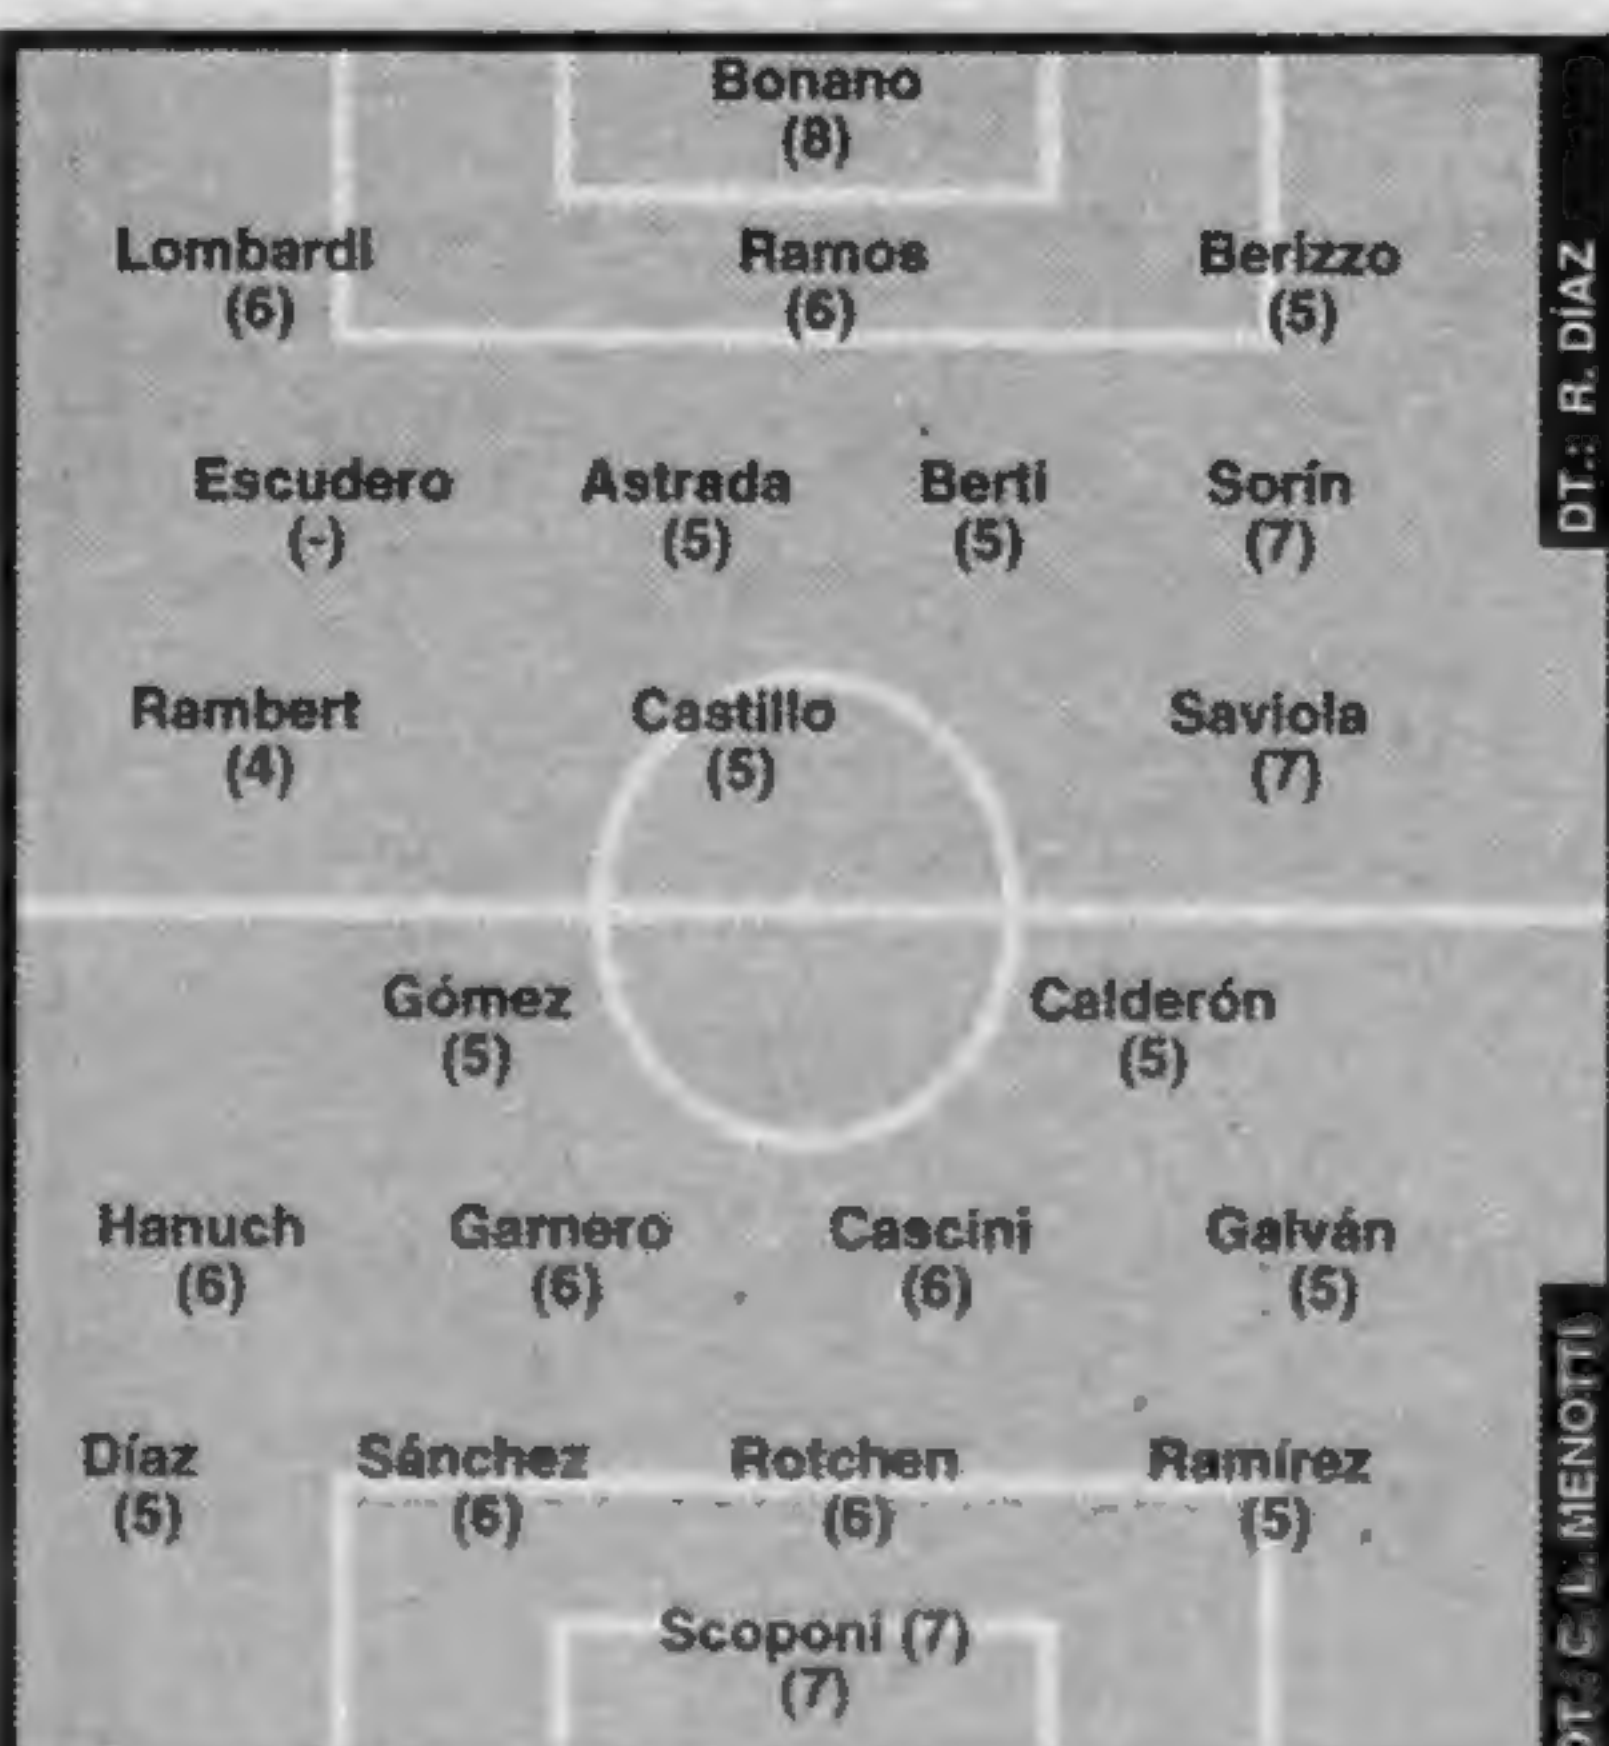 Bonano
(8)
Lombardi Ramos Berizzo
(6) (6) (5)
DT.: R. DÍAZ
Escudero Astrada Berti Sorín
(-) (5) (5) (7)
Rambert Castillo Saviola
(4) (5) (7)
Gómez Calderón
(5) (5)
Hanuch Garnero Cascini Galván
(6) (6) (6) (5)
DT.: C. L. MENOTTI
Díaz Sánchez Rotchen Ramírez
(5) (6) (6) (5)
Scoponi (7)
(7)